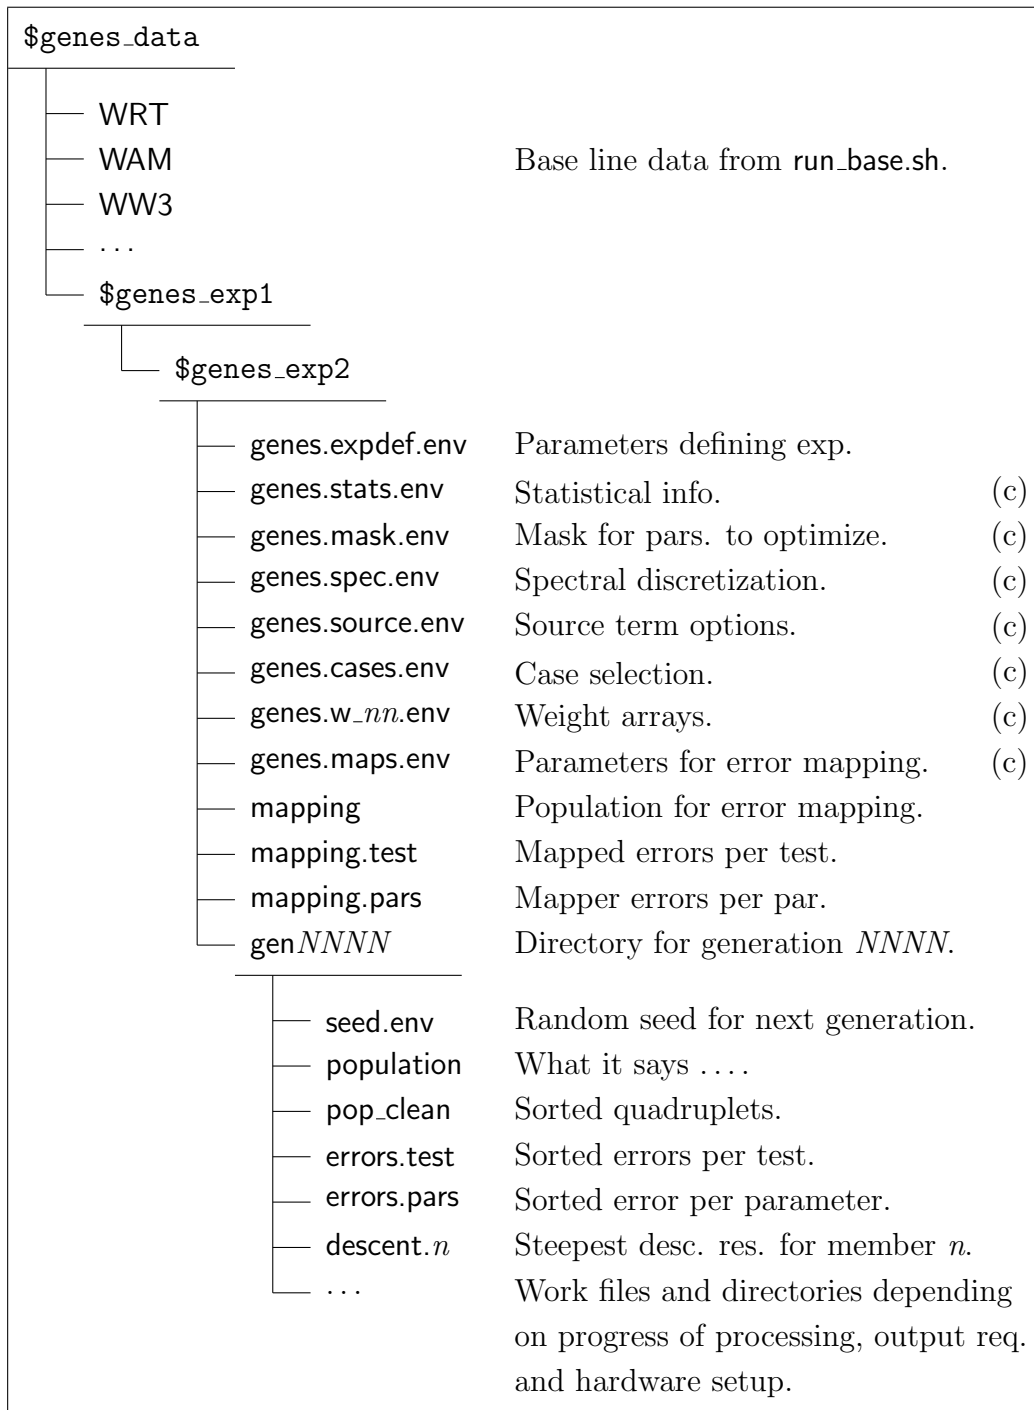 $genes_data
WRT
WAM Base line data from run_base.sh.
WW3
...
$genes_exp1
$genes_exp2
genes.expdef.env Parameters defining exp.
genes.stats.env Statistical info. (c)
genes.mask.env Mask for pars. to optimize. (c)
genes.spec.env Spectral discretization. (c)
genes.source.env Source term options. (c)
genes.cases.env Case selection. (c)
genes.w_nn.env Weight arrays. (c)
genes.maps.env Parameters for error mapping. (c)
mapping Population for error mapping.
mapping.test Mapped errors per test.
mapping.pars Mapper errors per par.
genNNNN Directory for generation NNNN.
seed.env Random seed for next generation.
population What it says ....
pop_clean Sorted quadruplets.
errors.test Sorted errors per test.
errors.pars Sorted error per parameter.
descent.n Steepest desc. res. for member n.
... Work files and directories depending
on progress of processing, output req.
and hardware setup.